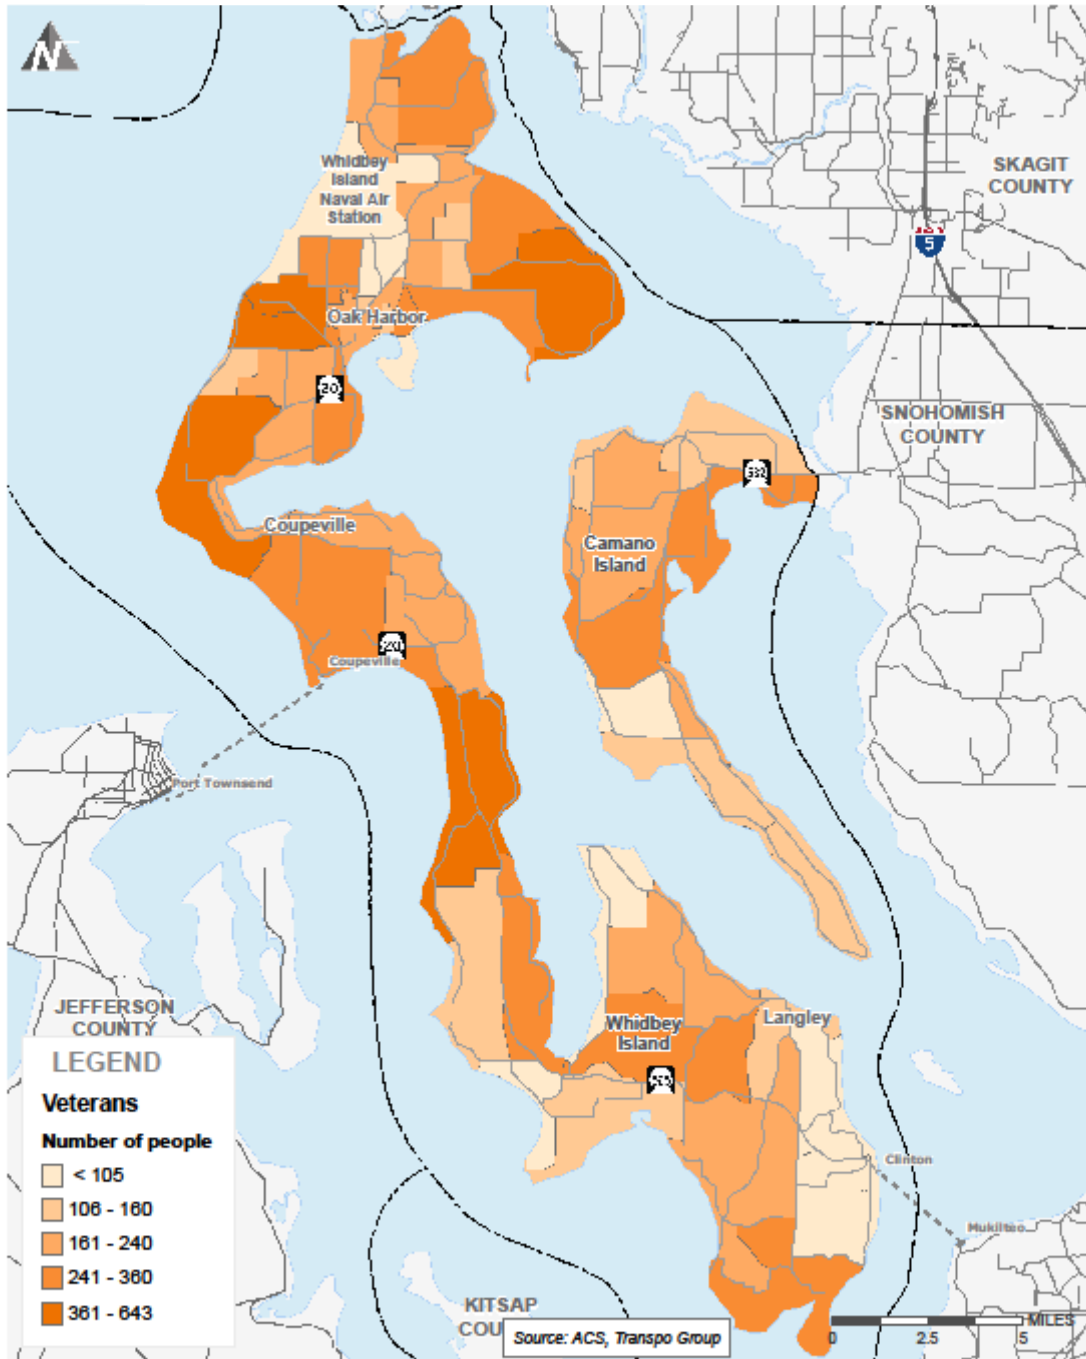 N
SKAGIT
COUNTY
5
Whidbey
Island
Naval Air
Station
Oak Harbor
20
SNOHOMISH
COUNTY
532
Coupeville
Camano
Island
Coupeville
Port Townsend
JEFFERSON
COUNTY
Whidbey
Island
Langley
525
Clinton
Mukilteo
LEGEND
Veterans
Number of people
< 105
106 - 160
161 - 240
241 - 360
361 - 643
KITSAP
Source: ACS, Transpo Group
MILES
0 2.5 5